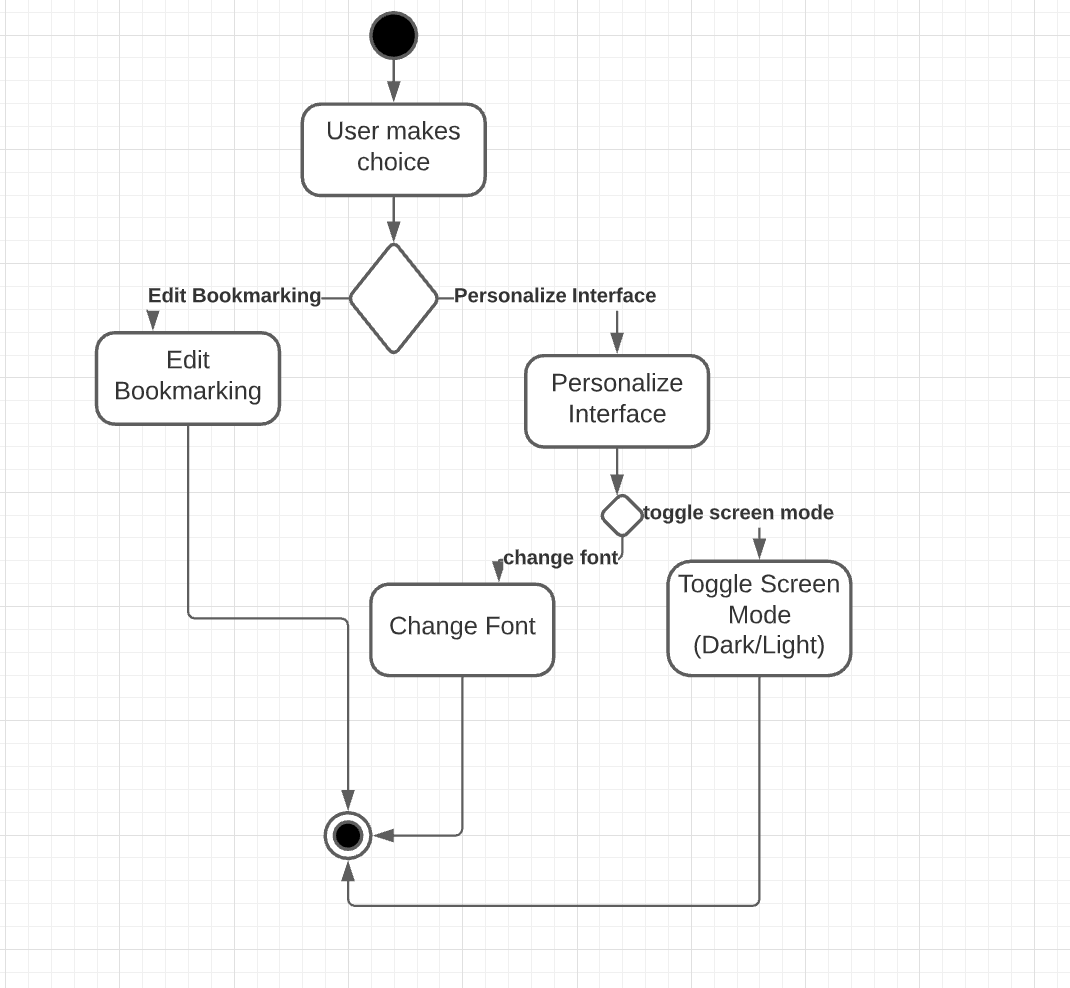 User makes
choice
Edit Bookmarking
Personalize Interface
Edit
Bookmarking
Personalize
Interface
toggle screen mode
change font
Toggle Screen
Mode
(Dark/Light)
Change Font